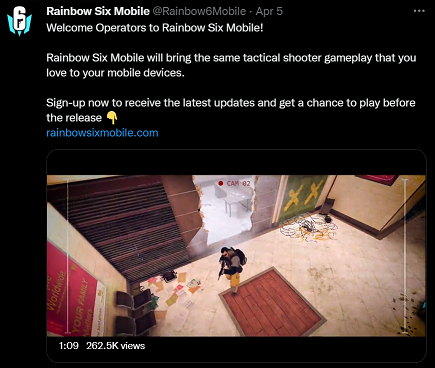 Rainbow Six Mobile @Rainbow6Mobile · Apr 5 ...
Welcome Operators to Rainbow Six Mobile!
Rainbow Six Mobile will bring the same tactical shooter gameplay that you
love to your mobile devices.
Sign-up now to receive the latest updates and get a chance to play before
the release 👇
rainbowsixmobile.com
CAM 02
YOUR FAMILY
1:09 262.5K views